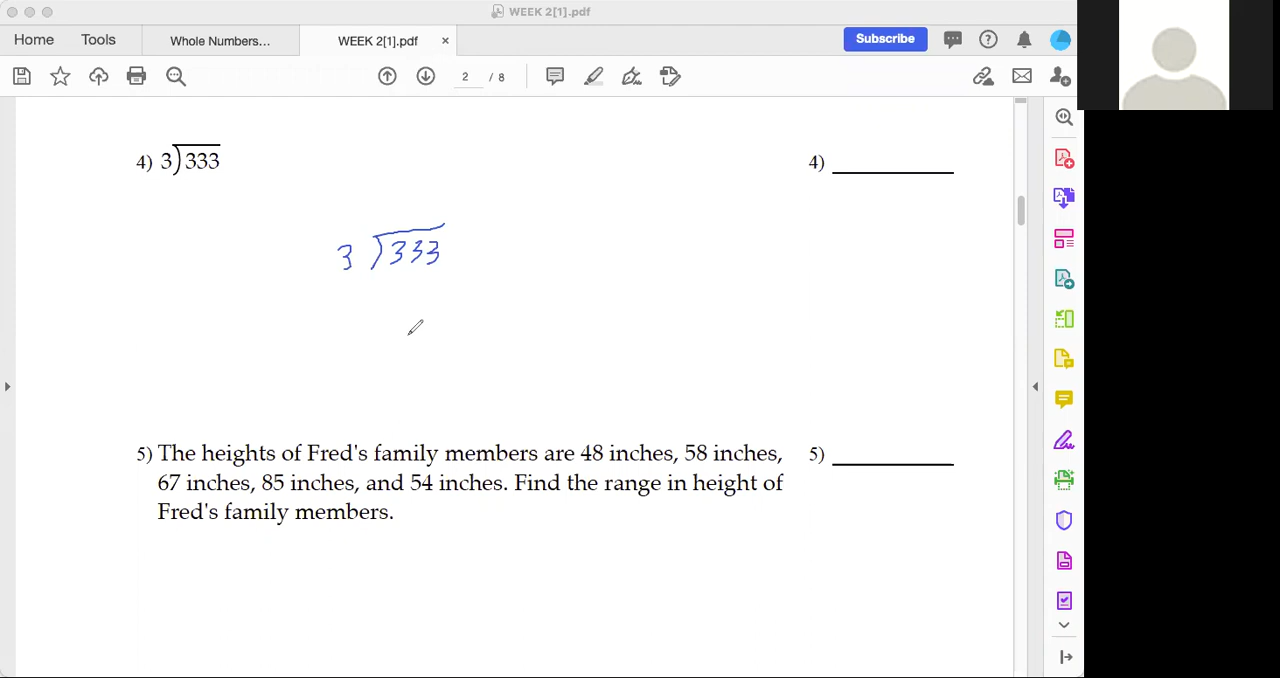 WEEK 2[1].pdf
Home Tools Whole Numbers... WEEK 2[1].pdf × Subscribe
2 / 8
4) 3)333 4)
3)333
5) The heights of Fred's family members are 48 inches, 58 inches, 5)
67 inches, 85 inches, and 54 inches. Find the range in height of
Fred's family members.